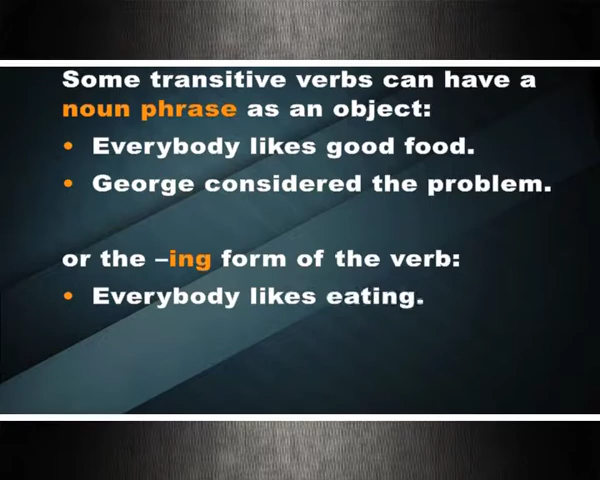 Some transitive verbs can have a
noun phrase as an object:
• Everybody likes good food.
• George considered the problem.
or the –ing form of the verb:
• Everybody likes eating.